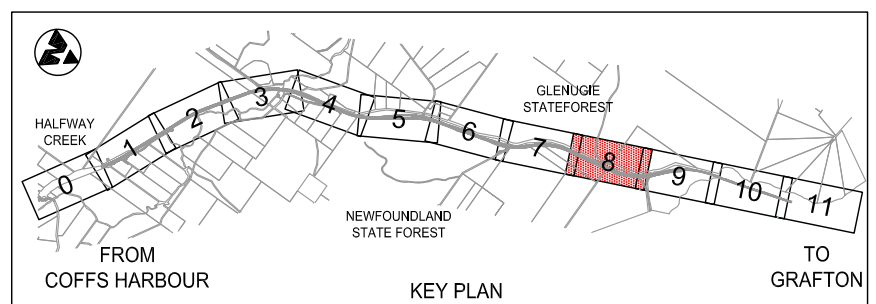 GLENUGIE
STATEFOREST
HALFWAY
CREEK
0
1
2
3
4
5
6
7
8
9
10
11
NEWFOUNDLAND
STATE FOREST
FROM
COFFS HARBOUR
TO
GRAFTON
KEY PLAN